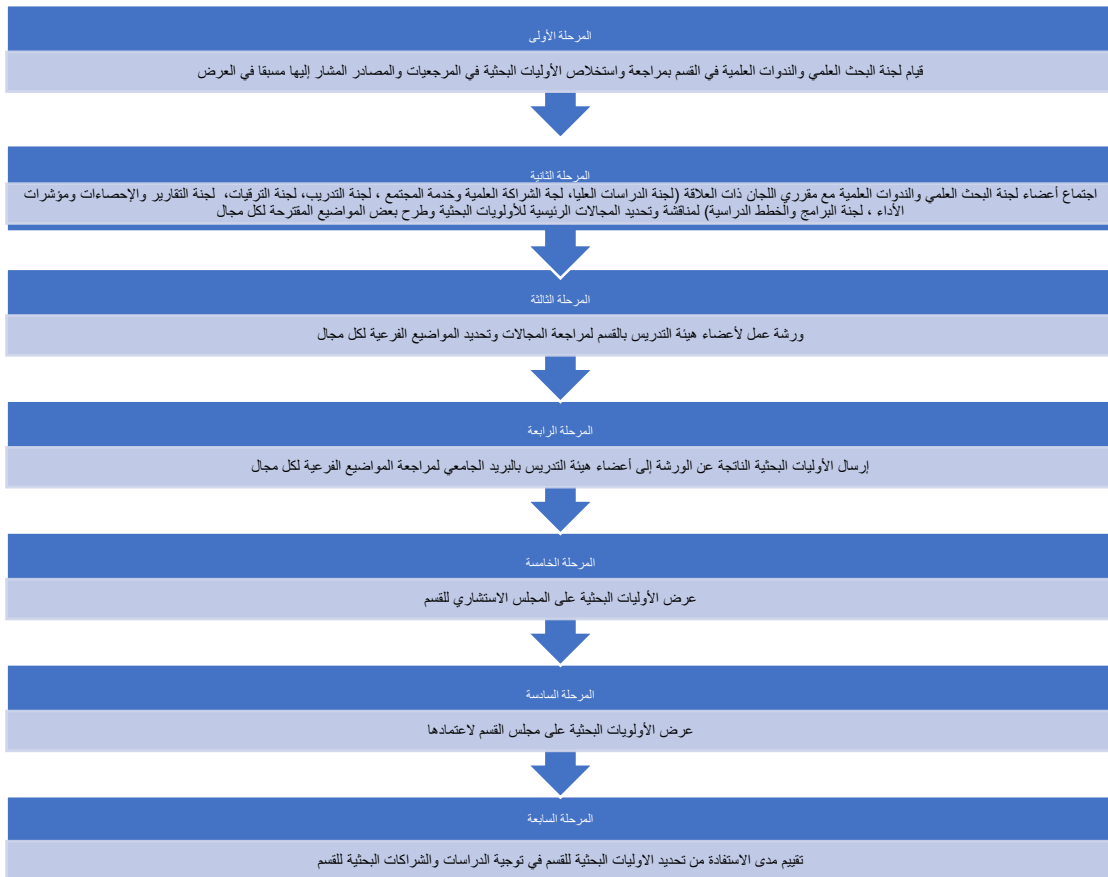 المرحلة الأولى
قيام لجنة البحث العلمي والندوات العلمية في القسم بمراجعة واستخلاص الأوليات البحثية في المرجعيات والمصادر المشار إليها مسبقا في العرض
المرحلة الثانية
اجتماع أعضاء لجنة البحث العلمي والندوات العلمية مع مقرري اللجان ذات العلاقة (لجنة الدراسات العليا، لجة الشراكة العلمية وخدمة المجتمع ، لجنة التدريب، لجنة الترقيات، لجنة التقارير والإحصاءات ومؤشرات
الأداء ، لجنة البرامج والخطط الدراسية) لمناقشة وتحديد المجالات الرئيسية للأولويات البحثية وطرح بعض المواضيع المقترحة لكل مجال
المرحلة الثالثة
ورشة عمل لأعضاء هيئة التدريس بالقسم لمراجعة المجالات وتحديد المواضيع الفرعية لكل مجال
المرحلة الرابعة
إرسال الأوليات البحثية الناتجة عن الورشة إلى أعضاء هيئة التدريس بالبريد الجامعي لمراجعة المواضيع الفرعية لكل مجال
المرحلة الخامسة
عرض الأوليات البحثية على المجلس الاستشاري للقسم
المرحلة السادسة
عرض الأولويات البحثية على مجلس القسم لاعتمادها
المرحلة السابعة
تقييم مدى الاستفادة من تحديد الاوليات البحثية للقسم في توجية الدراسات والشراكات البحثية للقسم